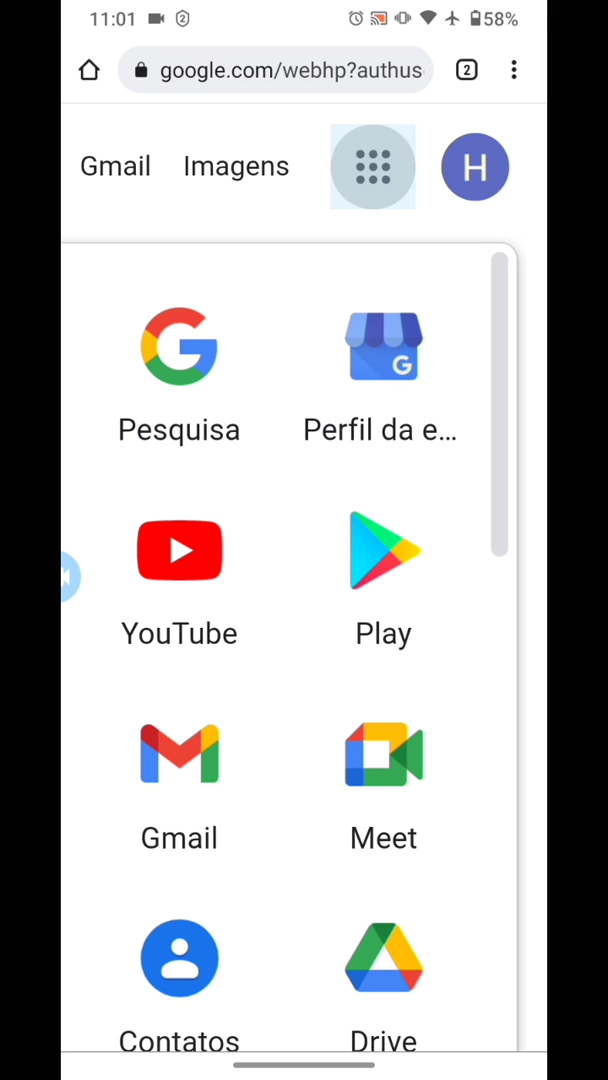 11:01 2 58%
google.com/webhp?authus 2
Gmail Imagens H
G G
Pesquisa Perfil da e...
YouTube Play
Gmail Meet
Contatos Drive